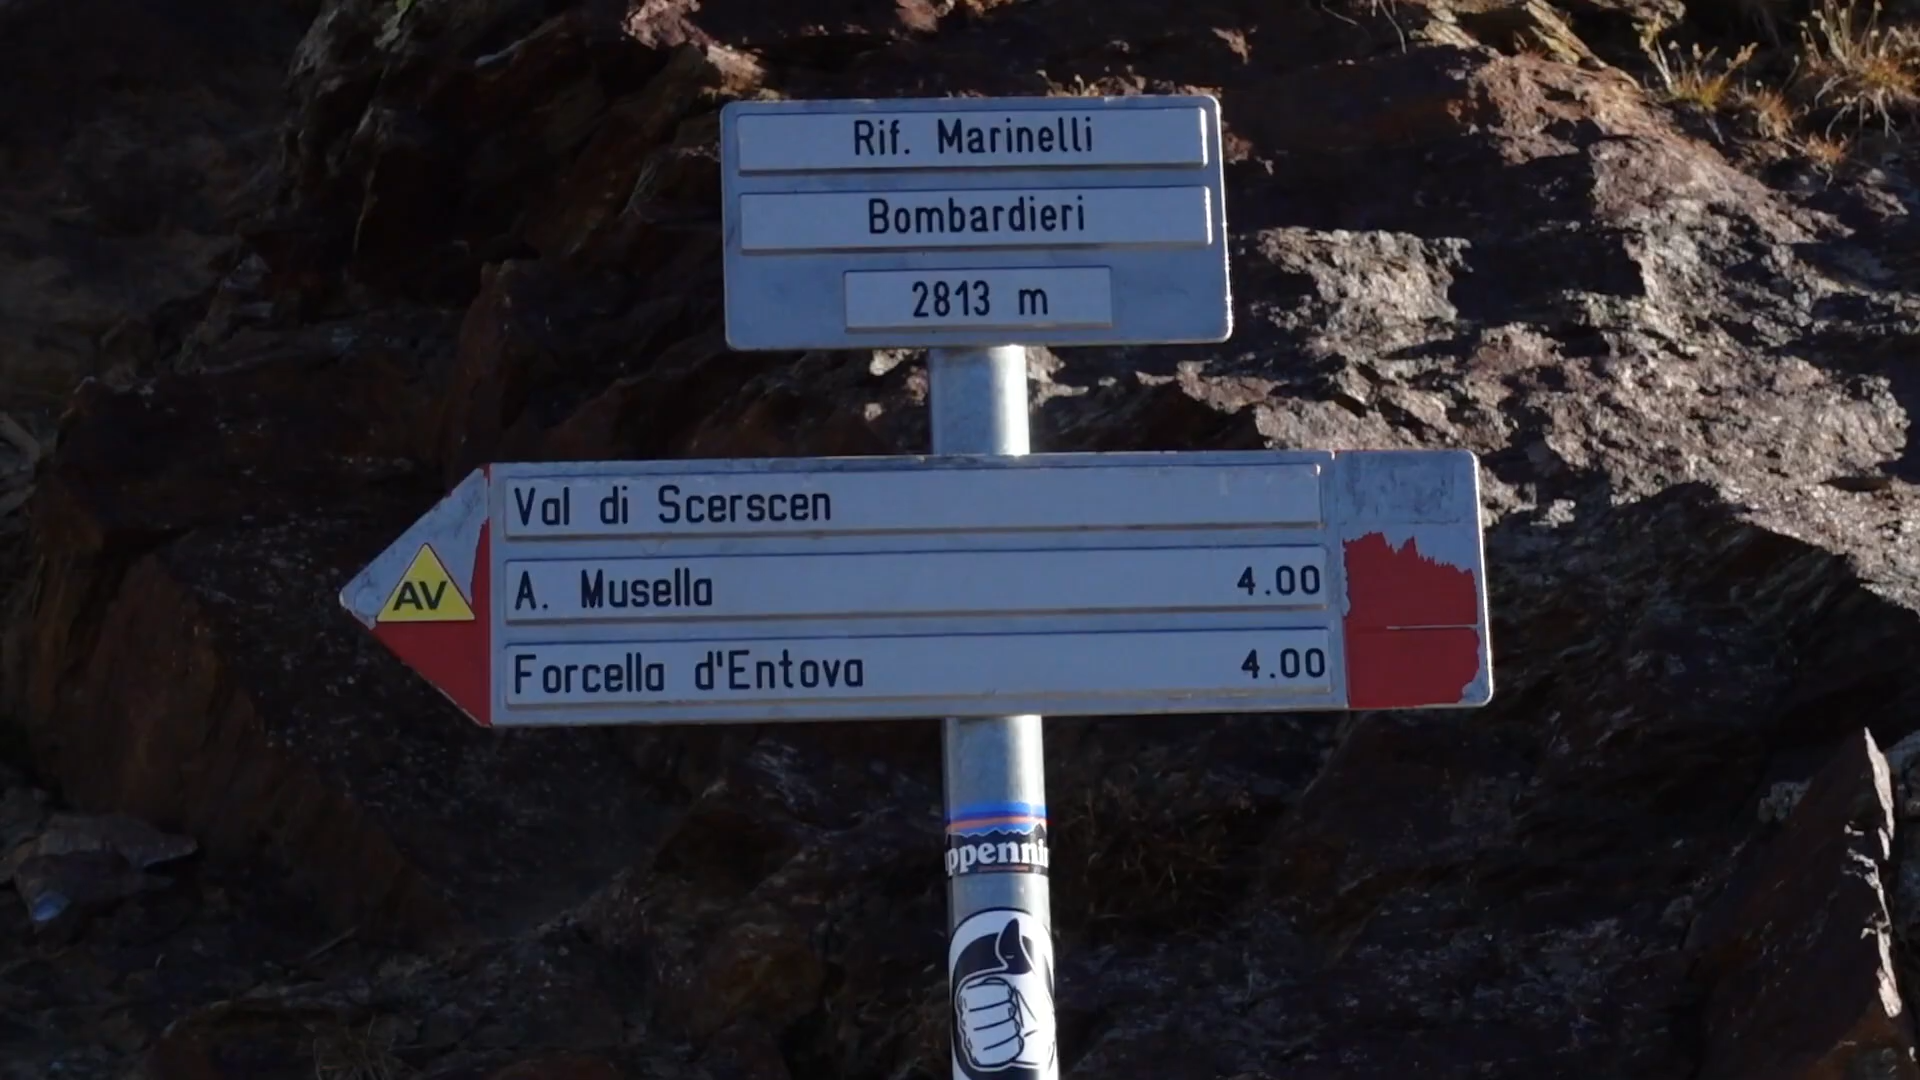 Rif. Marinelli
Bombardieri
2813 m
Val di Scerscen
AV
A. Musella 4.00
Forcella d'Entova 4.00